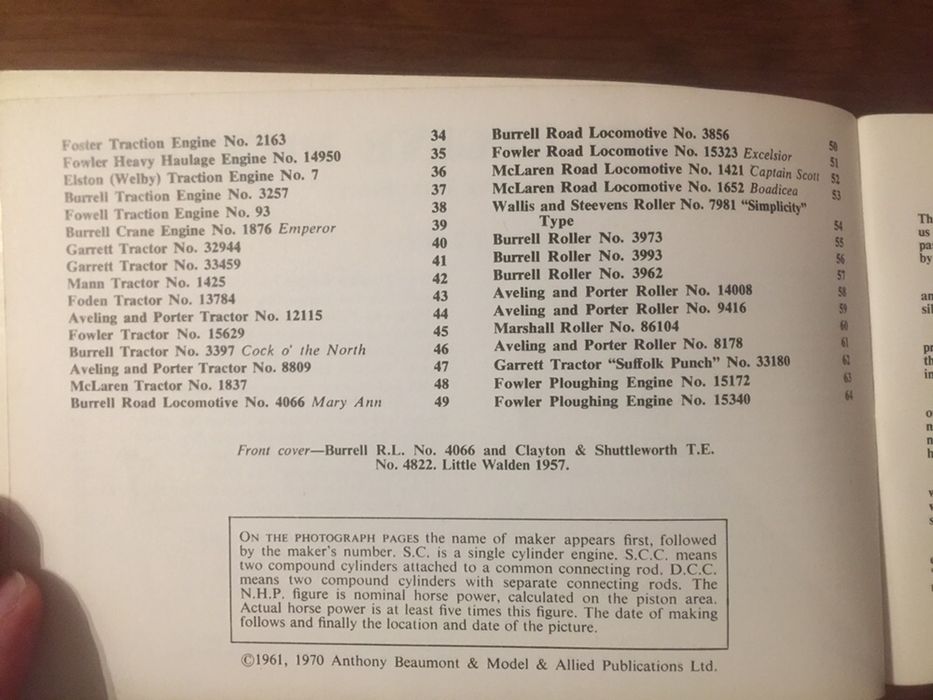 Foster Traction Engine No. 2163 34
Fowler Heavy Haulage Engine No. 14950 35
Elston (Welby) Traction Engine No. 7 36
Burrell Traction Engine No. 3257 37
Fowell Traction Engine No. 93 38
Burrell Crane Engine No. 1876 Emperor 39
Garrett Tractor No. 32944 40
Garrett Tractor No. 33459 41
Mann Tractor No. 1425 42
Foden Tractor No. 13784 43
Aveling and Porter Tractor No. 12115 44
Fowler Tractor No. 15629 45
Burrell Tractor No. 3397 Cock o' the North 46
Aveling and Porter Tractor No. 8809 47
McLaren Tractor No. 1837 48
Burrell Road Locomotive No. 4066 Mary Ann 49
Burrell Road Locomotive No. 3856 50
Fowler Road Locomotive No. 15323 Excelsior 51
McLaren Road Locomotive No. 1421 Captain Scott 52
McLaren Road Locomotive No. 1652 Boadicea 53
Wallis and Steevens Roller No. 7981 "Simplicity"
Type 54
Burrell Roller No. 3973 55
Burrell Roller No. 3993 56
Burrell Roller No. 3962 57
Aveling and Porter Roller No. 14008 58
Aveling and Porter Roller No. 9416 59
Marshall Roller No. 86104 60
Aveling and Porter Roller No. 8178 61
Garrett Tractor "Suffolk Punch" No. 33180 62
Fowler Ploughing Engine No. 15172 63
Fowler Ploughing Engine No. 15340 64
Front cover—Burrell R.L. No. 4066 and Clayton & Shuttleworth T.E.
No. 4822. Little Walden 1957.
ON THE PHOTOGRAPH PAGES the name of maker appears first, followed
by the maker's number. S.C. is a single cylinder engine. S.C.C. means
two compound cylinders attached to a common connecting rod. D.C.C.
means two compound cylinders with separate connecting rods. The
N.H.P. figure is nominal horse power, calculated on the piston area.
Actual horse power is at least five times this figure. The date of making
follows and finally the location and date of the picture.
©1961, 1970 Anthony Beaumont & Model & Allied Publications Ltd.